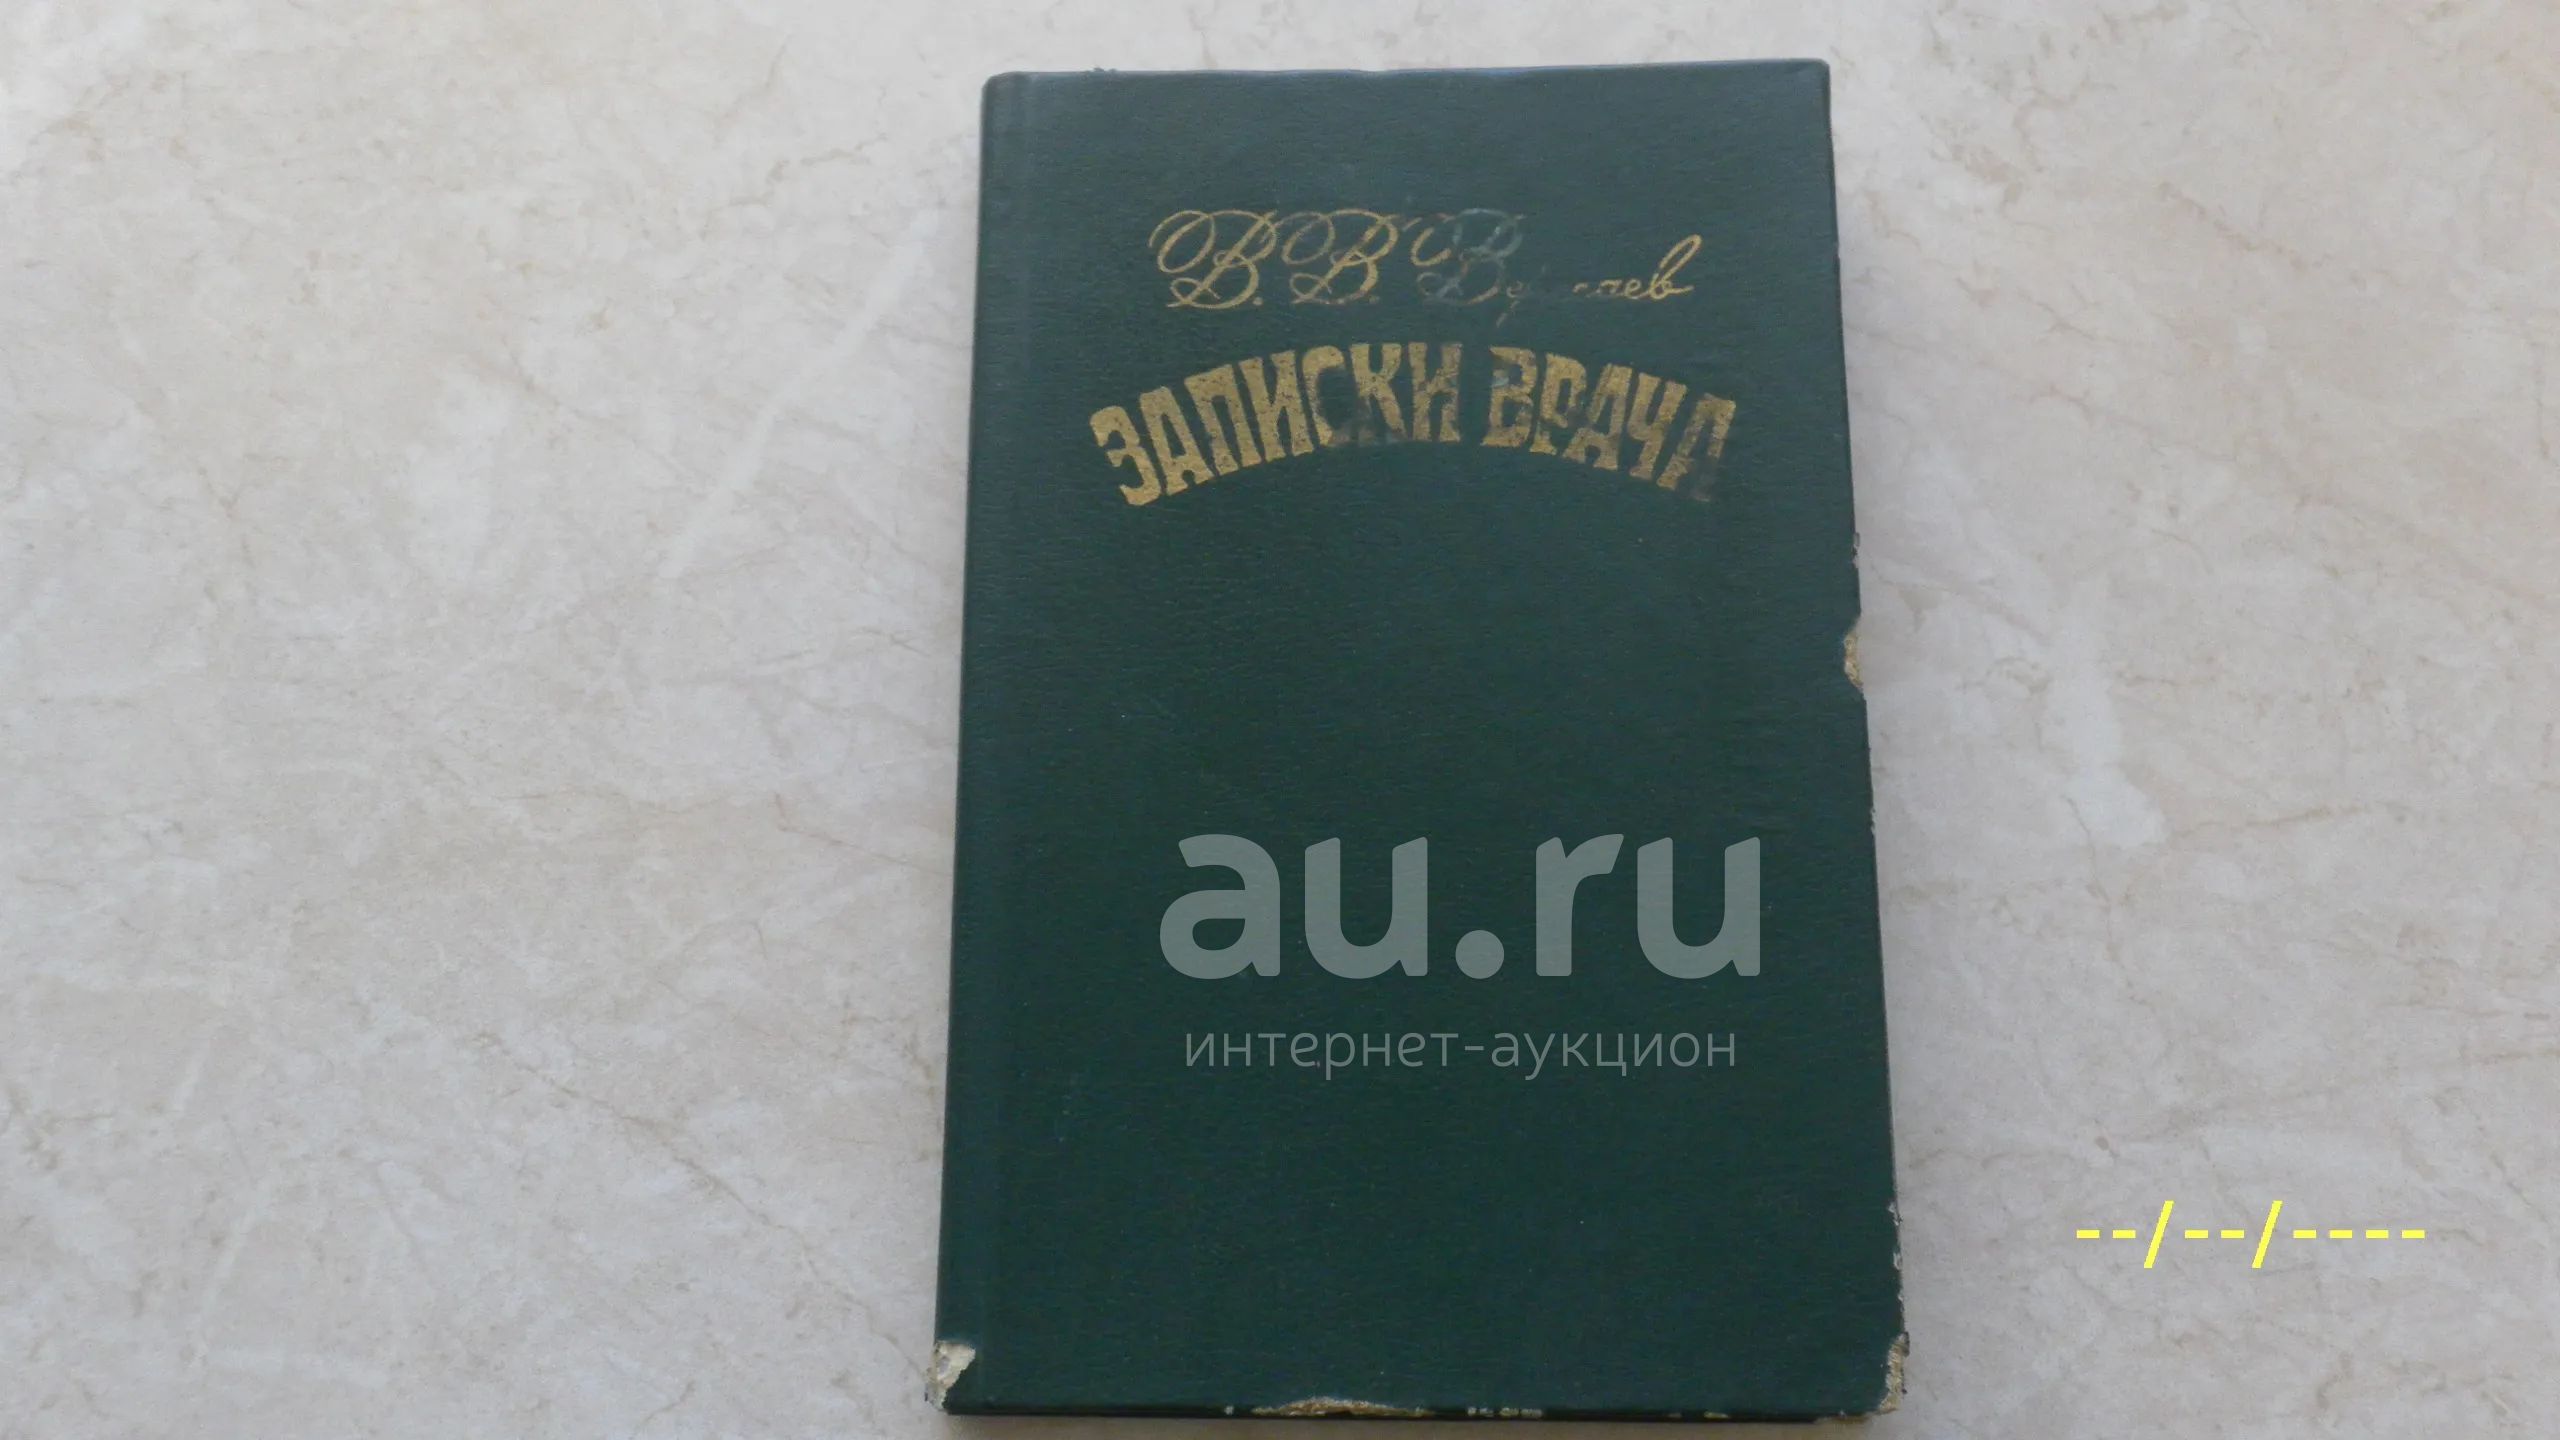 В. В. Вересаев
ЗАПИСКИ ВРАЧА
au.ru
интернет-аукцион
--/--/----